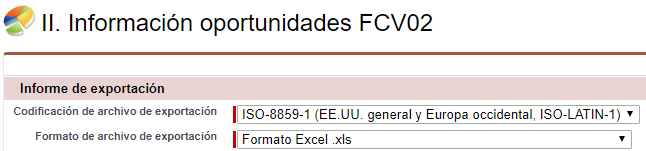 II. Información oportunidades FCV02
Informe de exportación
Codificación de archivo de exportación ISO-8859-1 (EE.UU. general y Europa occidental, ISO-LATIN-1)
Formato de archivo de exportación Formato Excel .xls